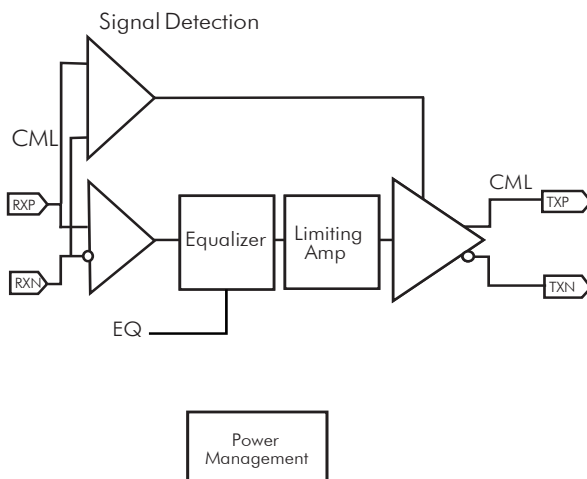 Signal Detection
CML
RXP
RXN
Equalizer
Limiting
Amp
CML
TXP
TXN
EQ
Power
Management